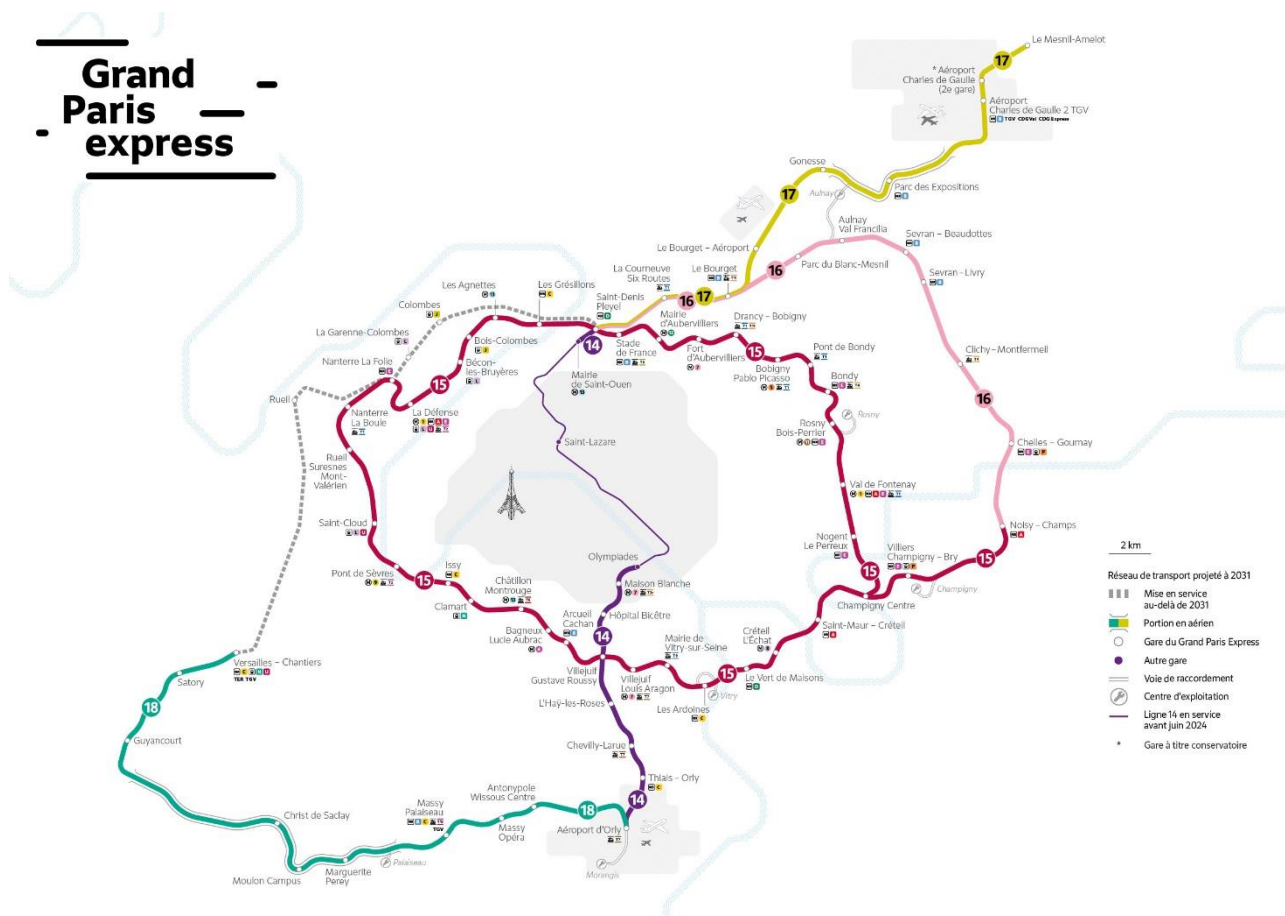 Grand
Paris
express
Le Mesnil-Amelot
17
* Aéroport
Charles de Gaulle
(2e gare)
Aéroport
Charles de Gaulle 2 TGV
TGV CDGVal CDG Express
Gonesse
17
Parc des Expositions
Aulnay
Aulnay
Val Francilia
Sevran – Beaudottes
Le Bourget – Aéroport
Parc du Blanc-Mesnil
16
Sevran - Livry
La Courneuve
Six Routes
Le Bourget
16
17
Les Agnettes
Les Grésillons
Saint-Denis
Pleyel
Colombes
La Garenne-Colombes
Bois-Colombes
Nanterre La Folie
Bécon-
les-Bruyères
15
14
Stade
de France
Mairie
d'Aubervilliers
Fort
d'Aubervilliers
Drancy – Bobigny
15
Bobigny
Pablo Picasso
Pont de Bondy
Bondy
Clichy – Montfermeil
16
Mairie
de Saint-Ouen
Rueil
Nanterre
La Boule
La Défense
Rosny
Rosny
Bois-Perrier
Chelles – Gournay
Saint-Lazare
Rueil
Suresnes
Mont-
Valérien
Val de Fontenay
Saint-Cloud
Noisy – Champs
Nogent
Le Perreux
Villiers
Champigny – Bry
15
15
Champigny
Champigny Centre
Pont de Sèvres
15
Issy
Clamart
Châtillon
Montrouge
Olympiades
Maison Blanche
Hôpital Bicêtre
Arcueil
Cachan
14
Bagneux
Lucie Aubrac
Saint-Maur – Créteil
Créteil
L'Échat
Mairie de
Vitry-sur-Seine
Villejuif
Gustave Roussy
Villejuif
Louis Aragon
15
Le Vert de Maisons
Vitry
Les Ardoines
L'Haÿ-les-Roses
Chevilly-Larue
Thiais - Orly
14
Versailles – Chantiers
TER TGV
Satory
18
Guyancourt
Christ de Saclay
Moulon Campus
Marguerite
Perey
Palaiseau
Massy
Palaiseau
TGV
Massy
Opéra
Antonypole
Wissous Centre
18
Aéroport d'Orly
Morangis
2 km
Réseau de transport projeté à 2031
Mise en service
au-delà de 2031
Portion en aérien
Gare du Grand Paris Express
Autre gare
Voie de raccordement
Centre d'exploitation
Ligne 14 en service
avant juin 2024
* Gare à titre conservatoire